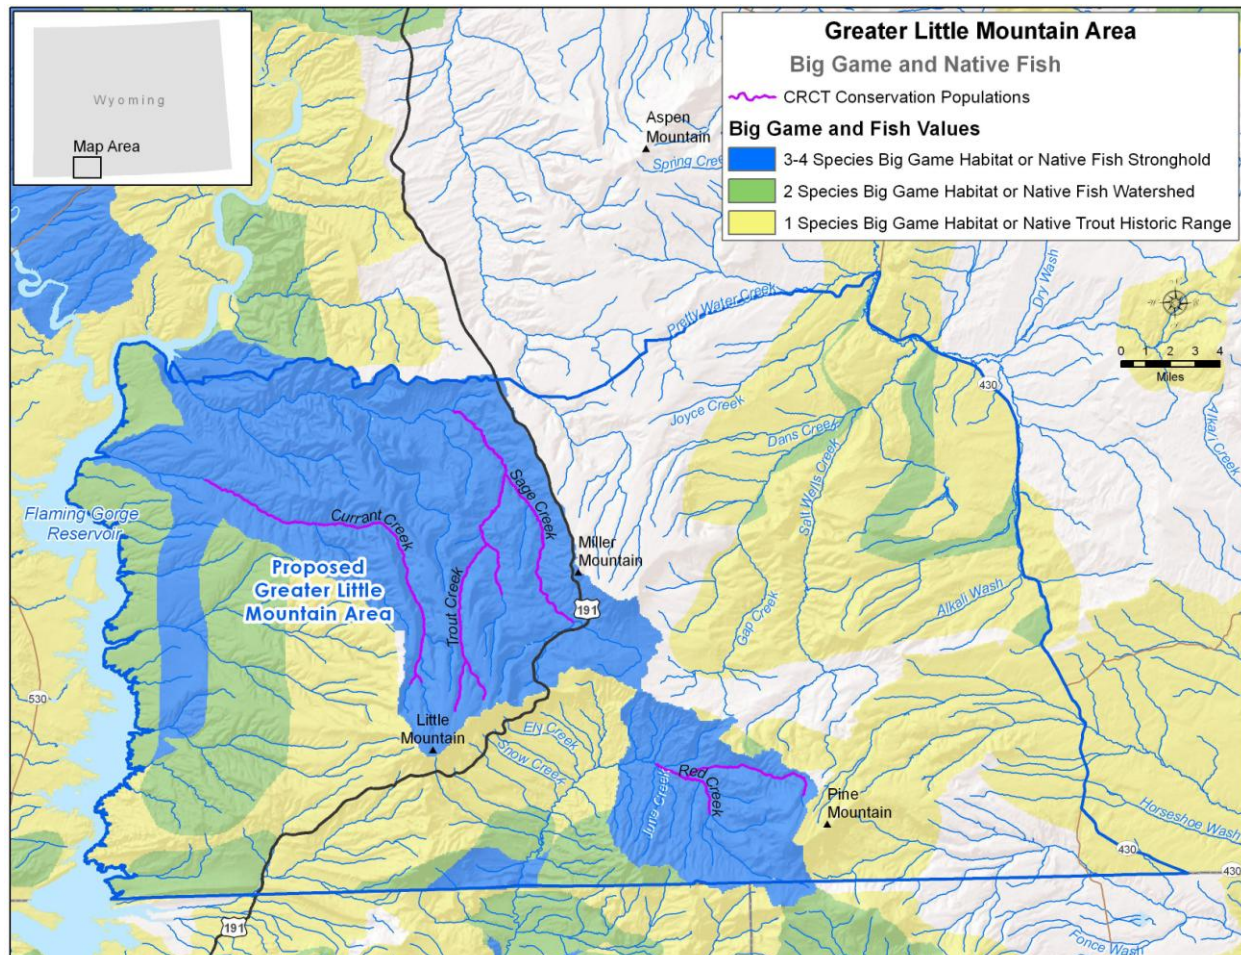 Greater Little Mountain Area
Big Game and Native Fish
CRCT Conservation Populations
Big Game and Fish Values
3-4 Species Big Game Habitat or Native Fish Stronghold
2 Species Big Game Habitat or Native Fish Watershed
1 Species Big Game Habitat or Native Trout Historic Range
Wyoming
Map Area
Aspen
Mountain
Spring Creek
Dry Wash
Pretty Water Creek
0 1 2 3 4
Miles
430
Joyce Creek
Dans Creek
Alkali Creek
Salt Wells Creek
Sage Creek
Flaming Gorge
Reservoir
Currant Creek
Miller
Mountain
Proposed
Greater Little
Mountain Area
Trout Creek
191
Gap Creek
Alkali Wash
530
Little
Mountain
EN Creek
Snow Creek
Red Creek
June Creek
Pine
Mountain
Horseshoe Wash
430
430
191
Fonce Wash